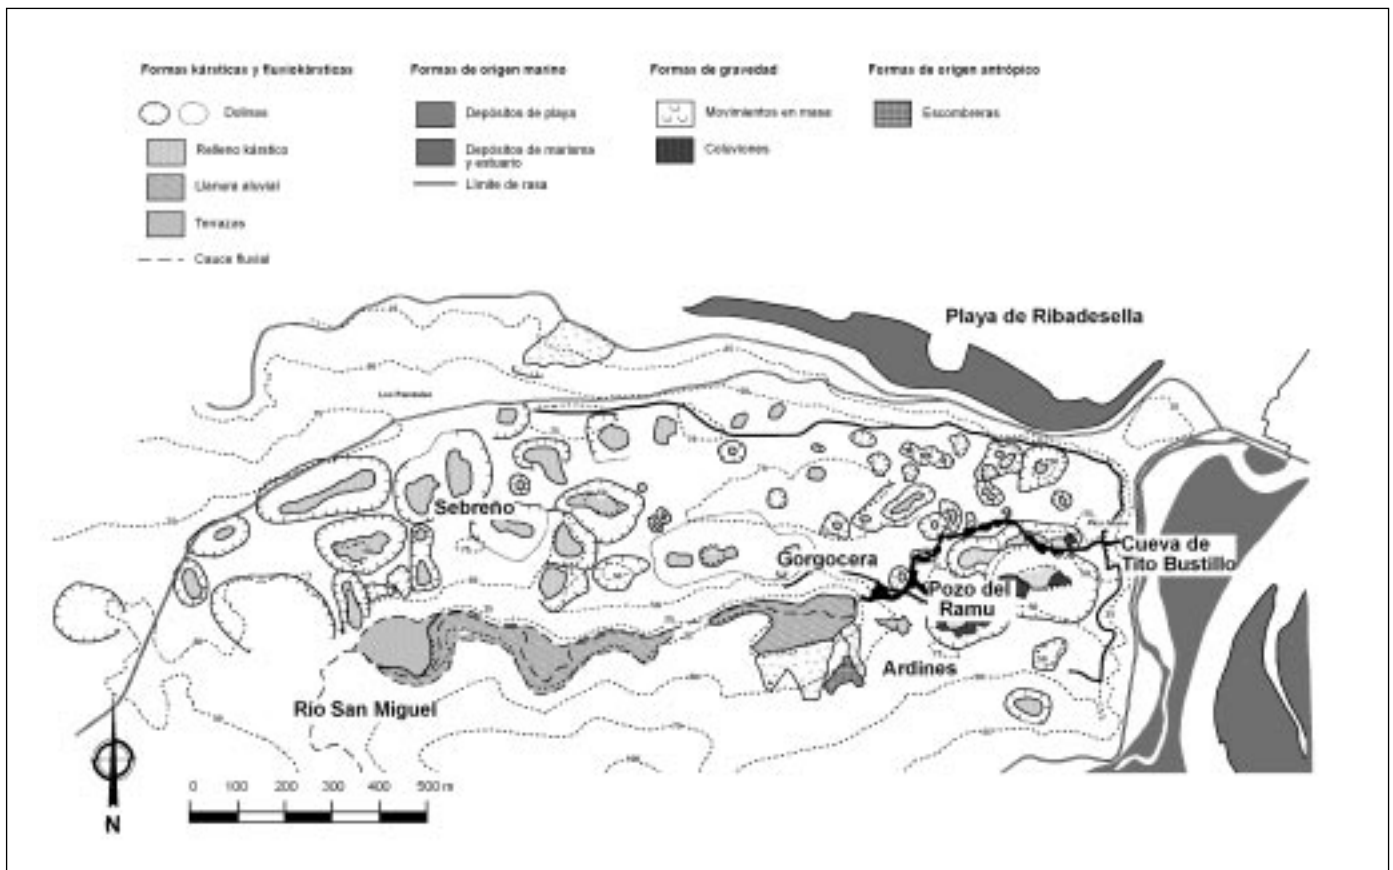 Formas kársticas y fluviokársticas
Dolinas
Relleno kárstico
Llanura aluvial
Terrazas
Cauce fluvial
Formas de origen marino
Depósitos de playa
Depósitos de marisma
y estuario
Límite de rasa
Formas de gravedad
Movimientos en masa
Coluviones
Formas de origen antrópico
Escombreras
Playa de Ribadesella
Sebreño
Gorgocera
Cueva de
Tito Bustillo
Pozo del
Ramu
Ardines
Río San Miguel
0 100 200 300 400 500 m
N